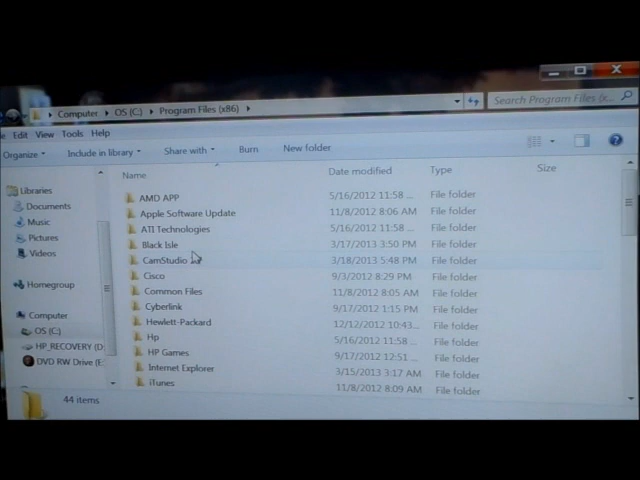 Computer ▸ OS (C:) ▸ Program Files (x86) ▸
Search Program Files (x...
Edit View Tools Help
Organize Include in library Share with Burn New folder
Name Date modified Type Size
Libraries
Documents
Music
Pictures
Videos
Homegroup
Computer
OS (C:)
HP_RECOVERY (D
DVD RW Drive (E
AMD APP 5/16/2012 11:58 ... File folder
Apple Software Update 11/8/2012 8:06 AM File folder
ATI Technologies 5/16/2012 11:58 ... File folder
Black Isle 3/17/2013 3:50 PM File folder
CamStudio 3/18/2013 5:48 PM File folder
Cisco 9/3/2012 8:29 PM File folder
Common Files 11/8/2012 8:05 AM File folder
Cyberlink 9/17/2012 1:15 PM File folder
Hewlett-Packard 12/12/2012 10:43... File folder
Hp 5/16/2012 11:58 ... File folder
HP Games 9/17/2012 12:51 ... File folder
Internet Explorer 3/15/2013 3:17 AM File folder
iTunes 11/8/2012 8:09 AM File folder
44 items